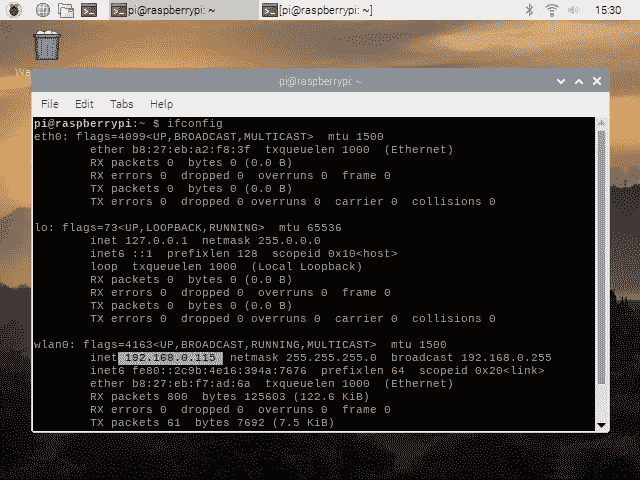 pi@raspberrypi: ~
[pi@raspberrypi: ~]
15:30
Wa
pi@raspberrypi: ~
File Edit Tabs Help
pi@raspberrypi:~ $ ifconfig
eth0: flags=4099<UP,BROADCAST,MULTICAST>  mtu 1500
        ether b8:27:eb:a2:f8:3f  txqueuelen 1000  (Ethernet)
        RX packets 0  bytes 0 (0.0 B)
        RX errors 0  dropped 0  overruns 0  frame 0
        TX packets 0  bytes 0 (0.0 B)
        TX errors 0  dropped 0 overruns 0  carrier 0  collisions 0
lo: flags=73<UP,LOOPBACK,RUNNING>  mtu 65536
        inet 127.0.0.1  netmask 255.0.0.0
        inet6 ::1  prefixlen 128  scopeid 0x10<host>
        loop  txqueuelen 1000  (Local Loopback)
        RX packets 0  bytes 0 (0.0 B)
        RX errors 0  dropped 0  overruns 0  frame 0
        TX packets 0  bytes 0 (0.0 B)
        TX errors 0  dropped 0 overruns 0  carrier 0  collisions 0
wlan0: flags=4163<UP,BROADCAST,RUNNING,MULTICAST>  mtu 1500
        inet 192.168.0.115  netmask 255.255.255.0  broadcast 192.168.0.255
        inet6 fe80::2c9b:4e16:394a:7676  prefixlen 64  scopeid 0x20<link>
        ether b8:27:eb:f7:ad:6a  txqueuelen 1000  (Ethernet)
        RX packets 800  bytes 125603 (122.6 KiB)
        RX errors 0  dropped 0  overruns 0  frame 0
        TX packets 61  bytes 7692 (7.5 KiB)